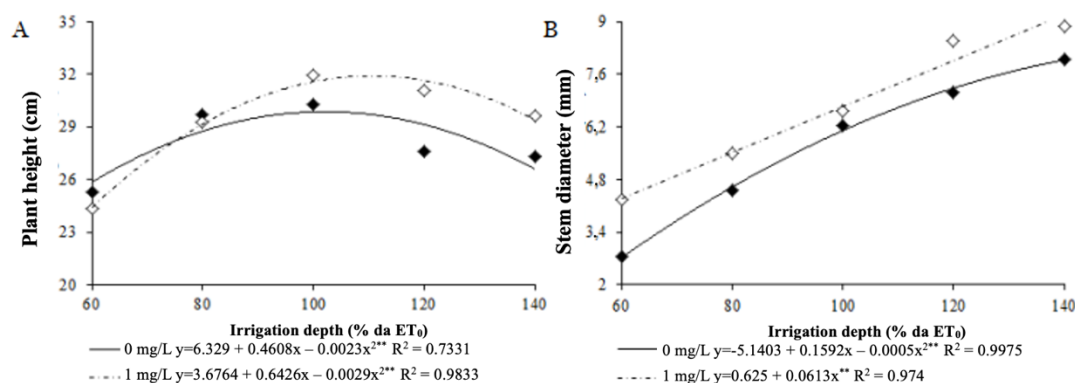 A
35
32
29
26
23
20
Plant height (cm)
60 80 100 120 140
Irrigation depth (% da ET₀)
0 mg/L y=6.329 + 0.4608x – 0.0023x²** R² = 0.7331
1 mg/L y=3.6764 + 0.6426x – 0.0029x²** R² = 0.9833
B
9
7,6
6,2
4,8
3,4
2
Stem diameter (mm)
60 80 100 120 140
Irrigation depth (% da ET₀)
0 mg/L y=-5.1403 + 0.1592x – 0.0005x²** R² = 0.9975
1 mg/L y=0.625 + 0.0613x** R² = 0.974